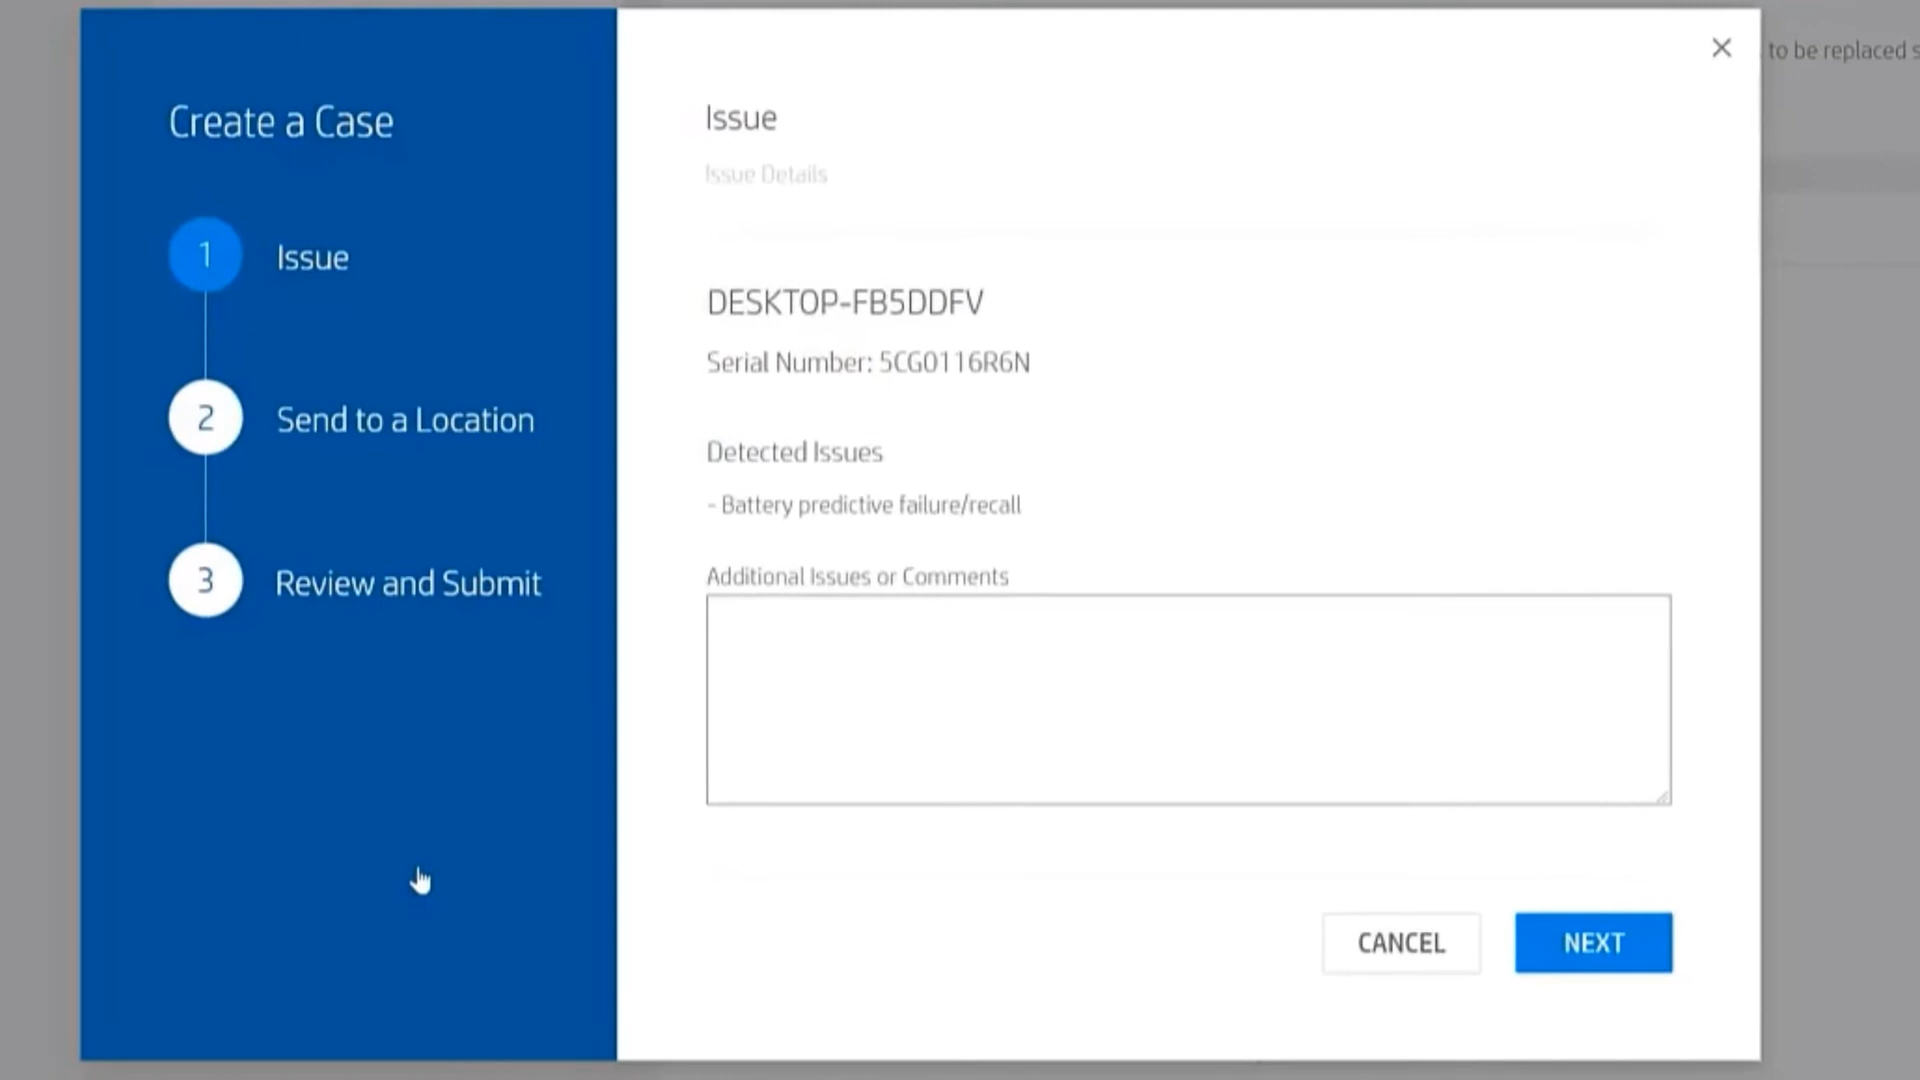 to be replaced
Create a Case
1
Issue
2
Send to a Location
3
Review and Submit
Issue
Issue Details
DESKTOP-FB5DDFV
Serial Number: 5CG0116R6N
Detected Issues
- Battery predictive failure/recall
Additional Issues or Comments
CANCEL
NEXT